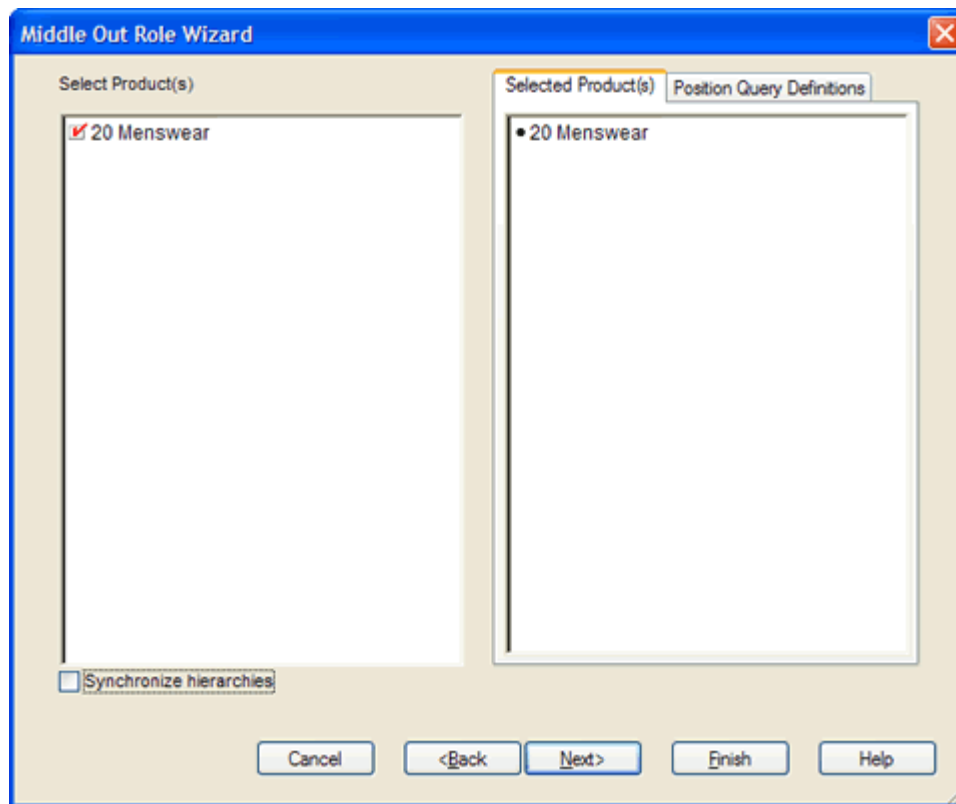 Middle Out Role Wizard
Select Product(s)
Selected Product(s)
Position Query Definitions
20 Menswear
20 Menswear
Synchronize hierarchies
Cancel
<Back
Next>
Finish
Help